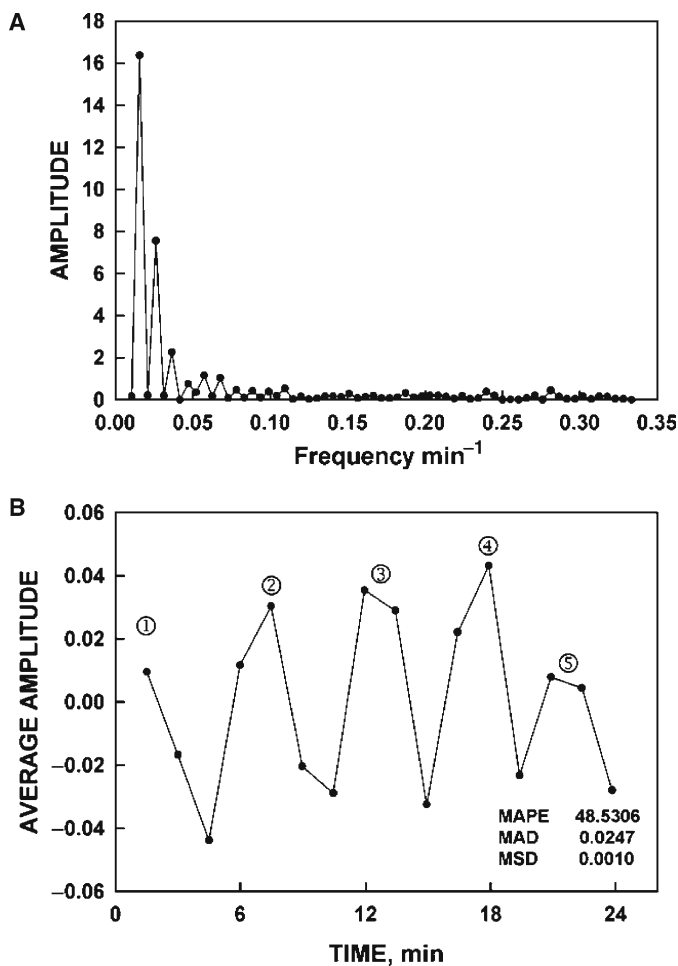 A
18
16
14
12
10
8
6
4
2
0
AMPLITUDE
0.00 0.05 0.10 0.15 0.20 0.25 0.30 0.35
Frequency min⁻¹
B
0.06
0.04
0.02
0.00
−0.02
−0.04
−0.06
AVERAGE AMPLITUDE
① ② ③ ④ ⑤
MAPE 48.5306
MAD 0.0247
MSD 0.0010
0 6 12 18 24
TIME, min